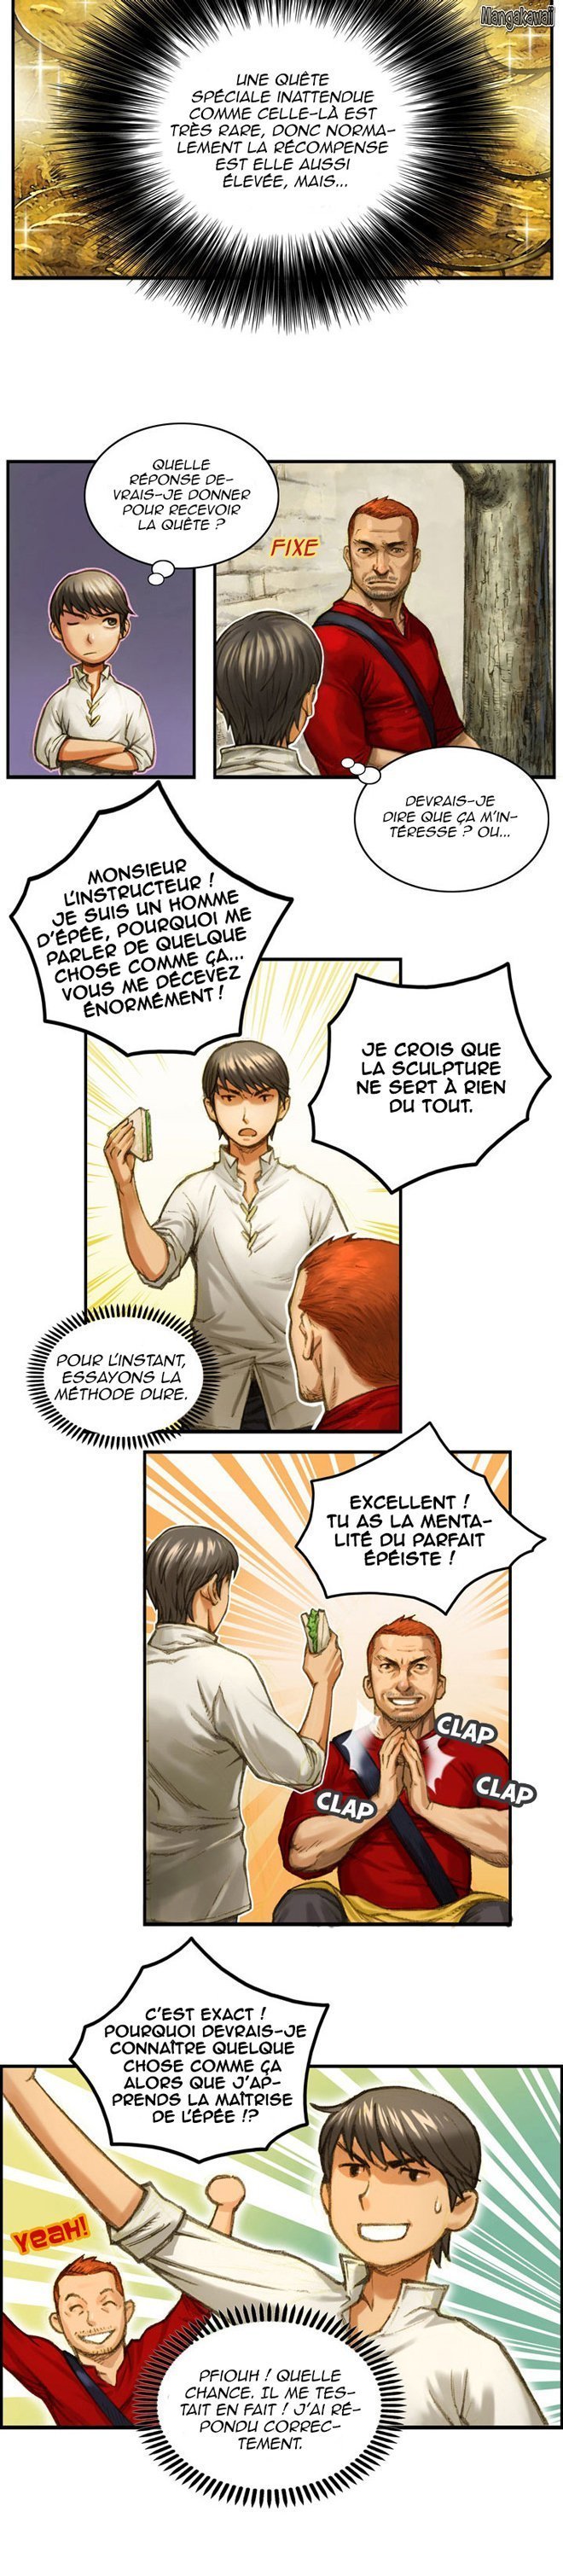 Mangakawaii
UNE QUÊTE
SPÉCIALE INATTENDUE
COMME CELLE-LÀ EST
TRÈS RARE, DONC NORMA-
LEMENT LA RÉCOMPENSE
EST ELLE AUSSI
ÉLEVÉE, MAIS...
QUELLE
RÉPONSE DE-
VRAIS-JE DONNER
POUR RECEVOIR
LA QUÊTE ?
FIXE
DEVRAIS-JE
DIRE QUE ÇA M'IN-
TÉRESSE ? OU...
MONSIEUR
L'INSTRUCTEUR !
JE SUIS UN HOMME
D'ÉPÉE, POURQUOI ME
PARLER DE QUELQUE
CHOSE COMME ÇA...
VOUS ME DÉCEVEZ
ÉNORMÉMENT !
JE CROIS QUE
LA SCULPTURE
NE SERT À RIEN
DU TOUT.
POUR L'INSTANT,
ESSAYONS LA
MÉTHODE DURE.
EXCELLENT !
TU AS LA MENTA-
LITÉ DU PARFAIT
ÉPÉISTE !
CLAP
CLAP
CLAP
C'EST EXACT !
POURQUOI DEVRAIS-JE
CONNAÎTRE QUELQUE
CHOSE COMME ÇA
ALORS QUE J'AP-
PRENDS LA MAÎTRISE
DE L'ÉPÉE !?
YEAH!
PFIOUH ! QUELLE
CHANCE. IL ME TES-
TAIT EN FAIT ! J'AI RÉ-
PONDU CORREC-
TEMENT.